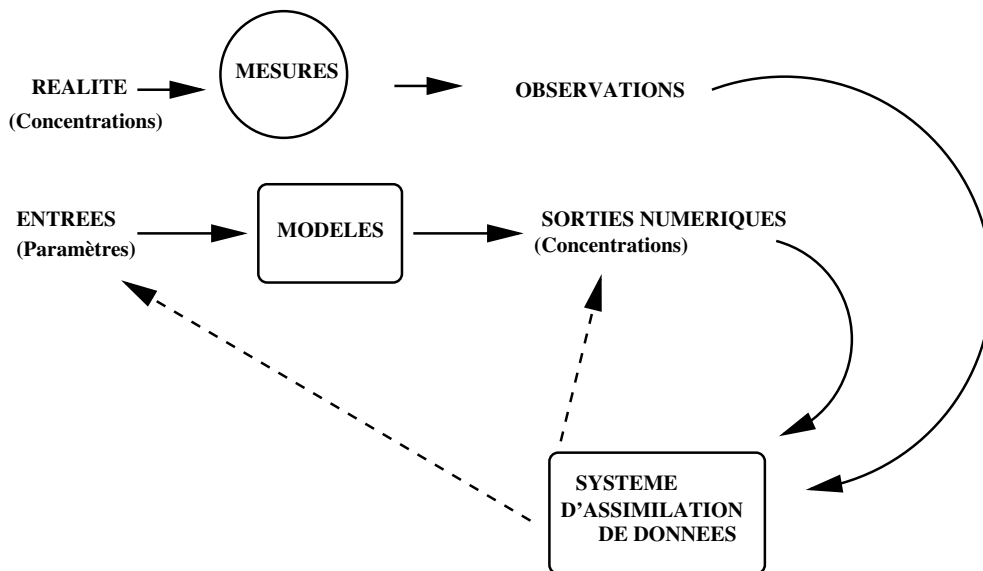 MESURES
REALITE
(Concentrations)
OBSERVATIONS
ENTREES
(Paramètres)
MODELES
SORTIES NUMERIQUES
(Concentrations)
SYSTEME
D'ASSIMILATION
DE DONNEES